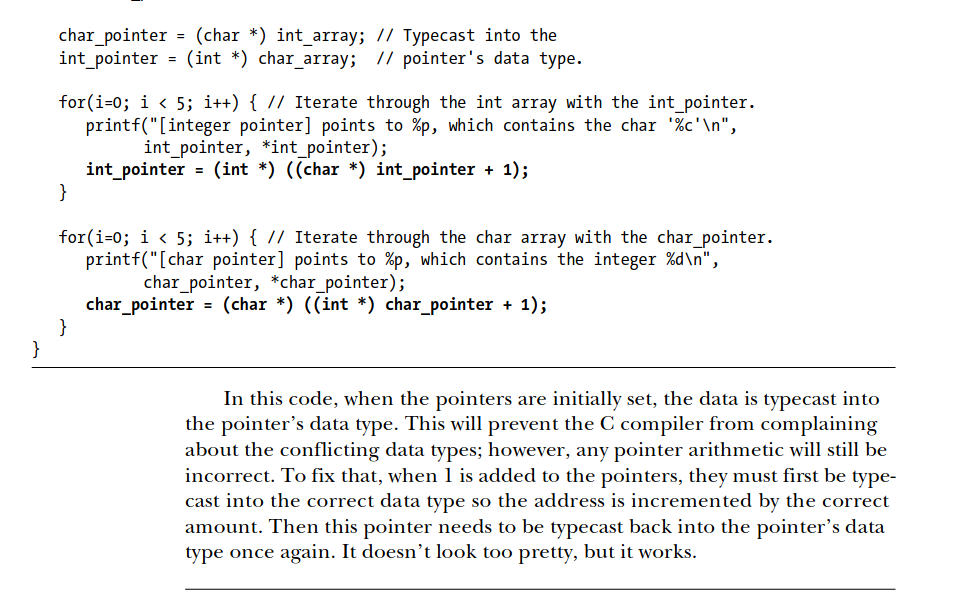 char_pointer = (char *) int_array; // Typecast into the
int_pointer = (int *) char_array;  // pointer's data type.
for(i=0; i < 5; i++) { // Iterate through the int array with the int_pointer.
printf("[integer pointer] points to %p, which contains the char '%c'\n",
int_pointer, *int_pointer);
int_pointer = (int *) ((char *) int_pointer + 1);
}
for(i=0; i < 5; i++) { // Iterate through the char array with the char_pointer.
printf("[char pointer] points to %p, which contains the integer %d\n",
char_pointer, *char_pointer);
char_pointer = (char *) ((int *) char_pointer + 1);
}
}
In this code, when the pointers are initially set, the data is typecast into
the pointer's data type. This will prevent the C compiler from complaining
about the conflicting data types; however, any pointer arithmetic will still be
incorrect. To fix that, when 1 is added to the pointers, they must first be type-
cast into the correct data type so the address is incremented by the correct
amount. Then this pointer needs to be typecast back into the pointer's data
type once again. It doesn't look too pretty, but it works.